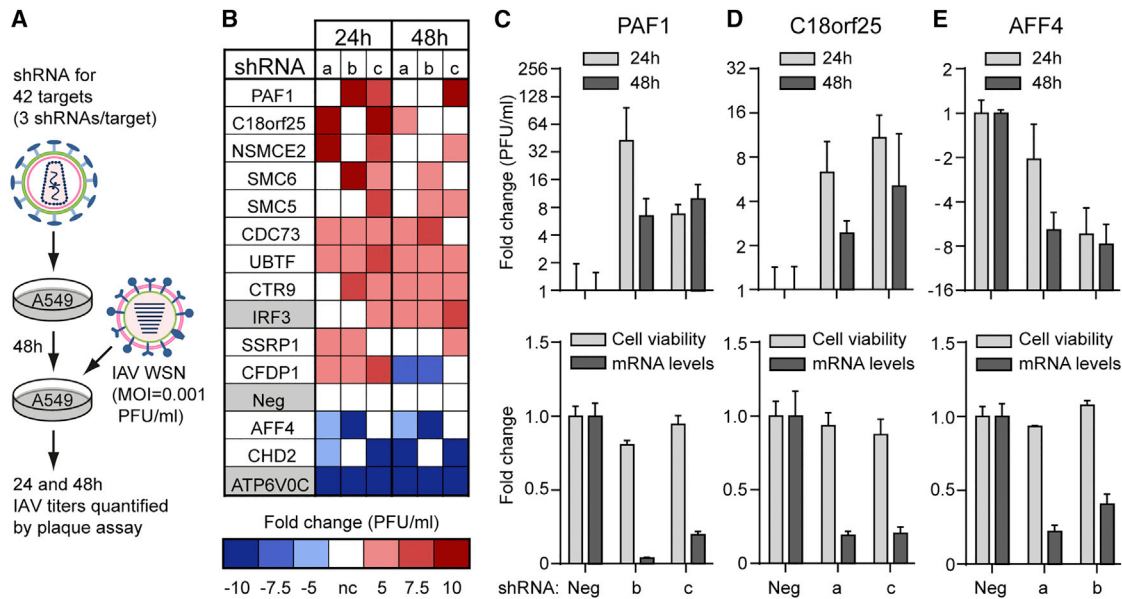 A
shRNA for
42 targets
(3 shRNAs/target)
A549
48h
IAV WSN
(MOI=0.001
PFU/ml)
A549
24 and 48h
IAV titers quantified
by plaque assay
B
24h 48h
shRNA a b c a b c
PAF1
C18orf25
NSMCE2
SMC6
SMC5
CDC73
UBTF
CTR9
IRF3
SSRP1
CFDP1
Neg
AFF4
CHD2
ATP6V0C
Fold change (PFU/ml)
-10 -7.5 -5 nc 5 7.5 10
C
PAF1
24h
48h
Fold change (PFU/ml)
256
128
64
32
16
8
4
2
1
Cell viability
mRNA levels
Fold change
1.5
1.0
0.5
0
shRNA: Neg b c
D
C18orf25
24h
48h
32
16
8
4
2
1
Cell viability
mRNA levels
1.5
1.0
0.5
0
Neg a c
E
AFF4
24h
48h
2
1
-2
-4
-8
-16
Cell viability
mRNA levels
1.5
1.0
0.5
0
Neg a b